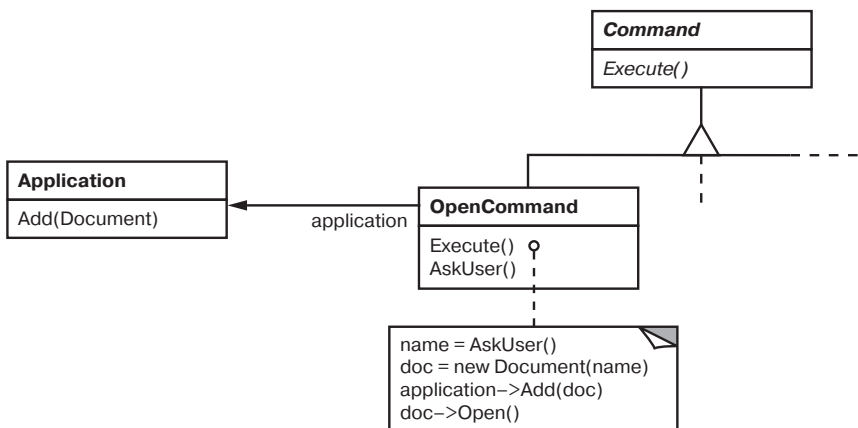 Command
Execute()
Application
Add(Document)
application
OpenCommand
Execute()
AskUser()
name = AskUser()
doc = new Document(name)
application–>Add(doc)
doc–>Open()